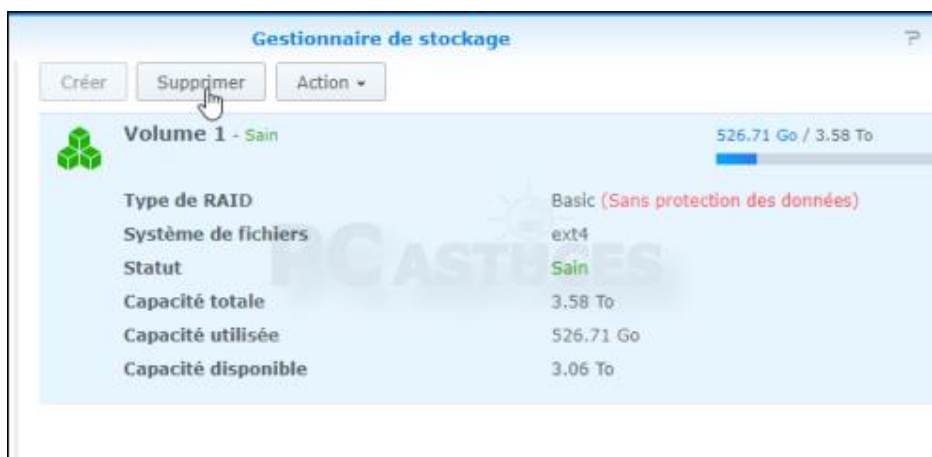 Gestionnaire de stockage
?
Créer Supprimer Action
Volume 1 - Sain
526.71 Go / 3.58 To
Type de RAID Basic (Sans protection des données)
Système de fichiers ext4
Statut Sain
Capacité totale 3.58 To
Capacité utilisée 526.71 Go
Capacité disponible 3.06 To
PC ASTUCES